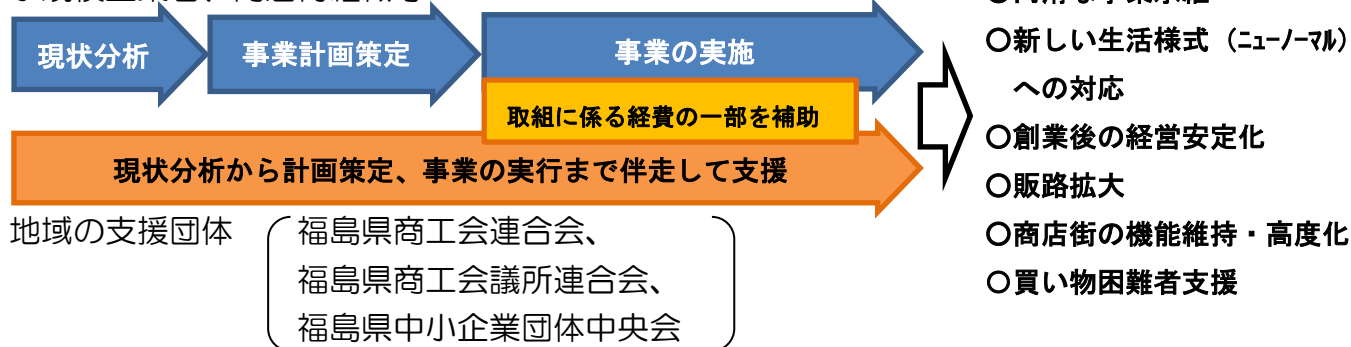 現状分析
事業計画策定
事業の実施
取組に係る経費の一部を補助
現状分析から計画策定、事業の実行まで伴走して支援
地域の支援団体
福島県商工会連合会、
福島県商工会議所連合会、
福島県中小企業団体中央会
○新しい生活様式（ﾆｭｰﾉｰﾏﾙ）
への対応
○創業後の経営安定化
○販路拡大
○商店街の機能維持・高度化
○買い物困難者支援